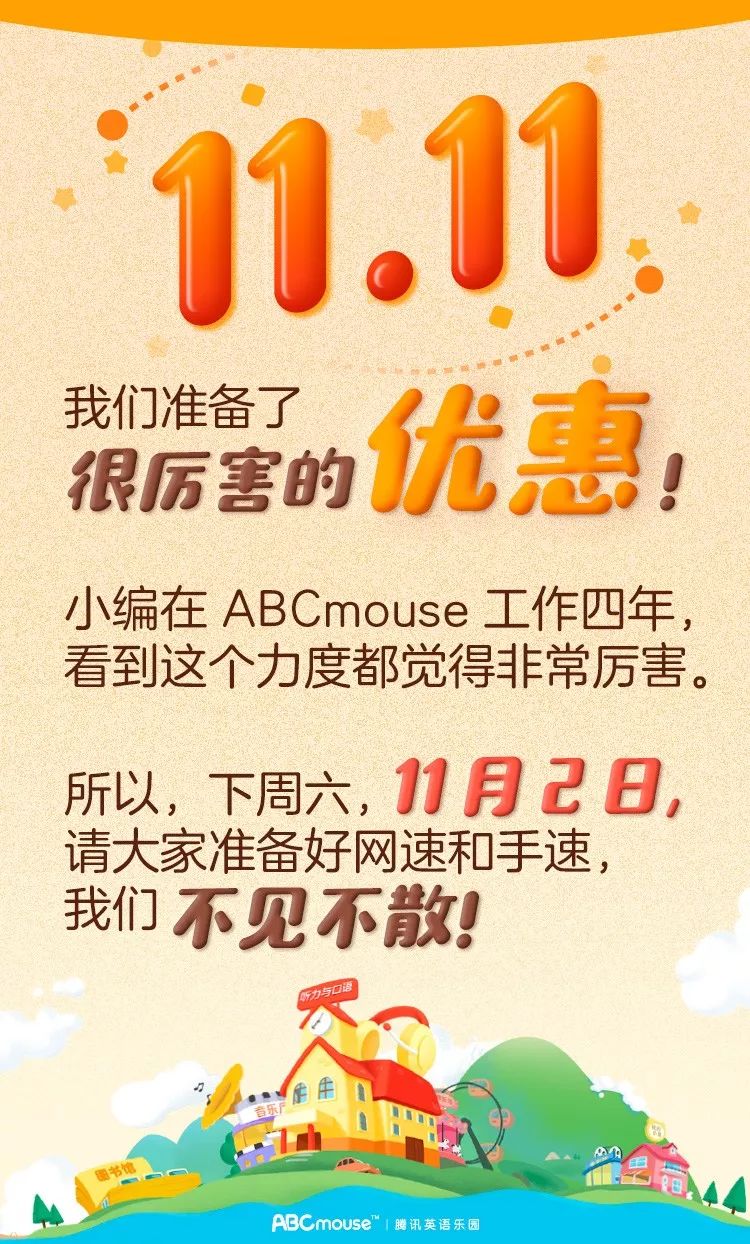 11.11
我们准备了
很厉害的优惠！
小编在 ABCmouse 工作四年，
看到这个力度都觉得非常厉害。
所以，下周六，11月2日，
请大家准备好网速和手速，
我们不见不散！
听力与口语
音乐厅
图书馆
ABCmouse™ | 腾讯英语乐园